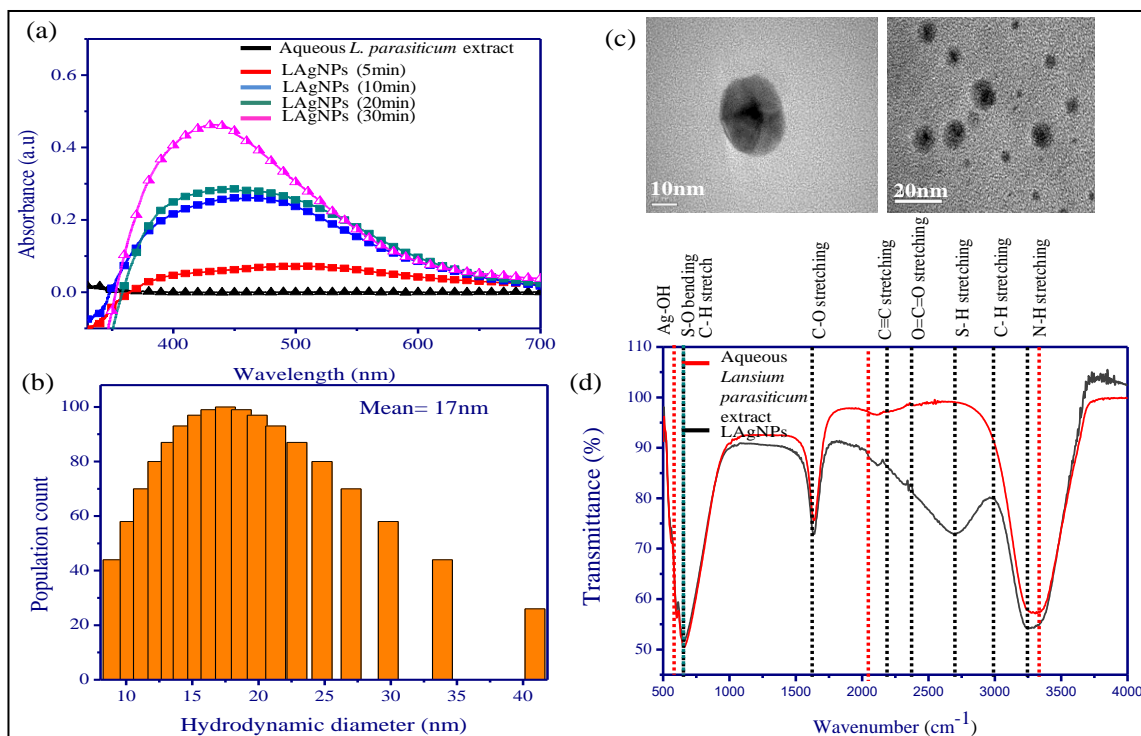 (a)
Aqueous L. parasiticum extract
LAgNPs (5min)
LAgNPs (10min)
LAgNPs (20min)
LAgNPs (30min)
0.6
0.4
0.2
0.0
Absorbance (a.u)
400
500
600
700
Wavelength (nm)
(b)
Mean= 17nm
100
80
60
40
20
0
Population count
10
15
20
25
30
35
40
Hydrodynamic diameter (nm)
(c)
10nm
20nm
Ag-OH
S-O bending
C- H stretch
C-O stretching
C=C stretching
O=C=O stretching
S- H stretching
C- H stretching
N-H stretching
(d)
Aqueous
Lansium
parasiticum
extract
LAgNPs
110
100
90
80
70
60
50
Transmittance (%)
500
1000
1500
2000
2500
3000
3500
4000
Wavenumber (cm-1)